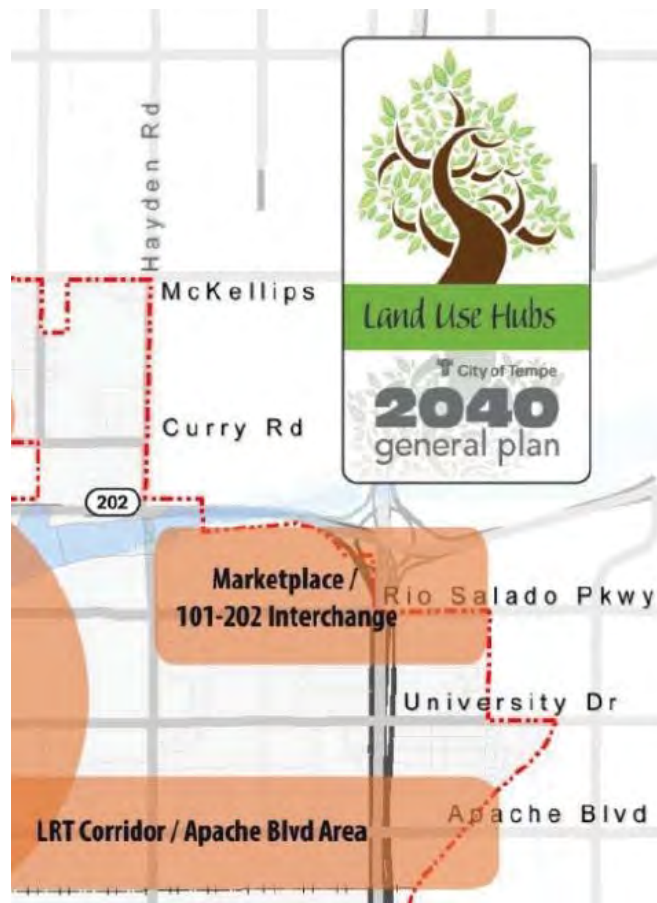 Hayden Rd
McKellips
Land Use Hubs
City of Tempe
2040
general plan
Curry Rd
202
Marketplace /
101-202 Interchange
Rio Salado Pkwy
University Dr
LRT Corridor / Apache Blvd Area
Apache Blvd